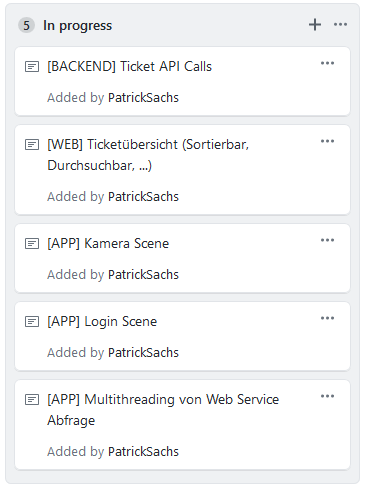 5 In progress
[BACKEND] Ticket API Calls
Added by PatrickSachs
[WEB] Ticketübersicht (Sortierbar,
Durchsuchbar, ...)
Added by PatrickSachs
[APP] Kamera Scene
Added by PatrickSachs
[APP] Login Scene
Added by PatrickSachs
[APP] Multithreading von Web Service
Abfrage
Added by PatrickSachs